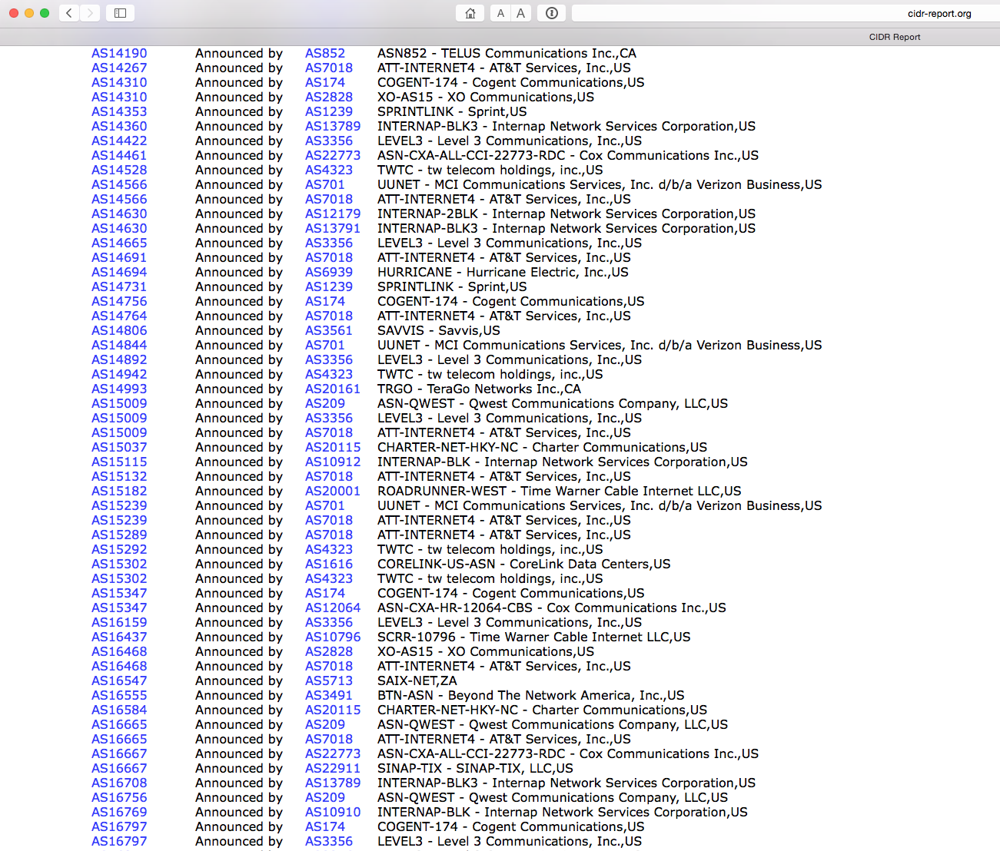 A A cidr-report.org
CIDR Report
AS14190 Announced by AS852 ASN852 - TELUS Communications Inc.,CA
AS14267 Announced by AS7018 ATT-INTERNET4 - AT&T Services, Inc.,US
AS14310 Announced by AS174 COGENT-174 - Cogent Communications,US
AS14310 Announced by AS2828 XO-AS15 - XO Communications,US
AS14353 Announced by AS1239 SPRINTLINK - Sprint,US
AS14360 Announced by AS13789 INTERNAP-BLK3 - Internap Network Services Corporation,US
AS14422 Announced by AS3356 LEVEL3 - Level 3 Communications, Inc.,US
AS14461 Announced by AS22773 ASN-CXA-ALL-CCI-22773-RDC - Cox Communications Inc.,US
AS14528 Announced by AS4323 TWTC - tw telecom holdings, inc.,US
AS14566 Announced by AS701 UUNET - MCI Communications Services, Inc. d/b/a Verizon Business,US
AS14566 Announced by AS7018 ATT-INTERNET4 - AT&T Services, Inc.,US
AS14630 Announced by AS12179 INTERNAP-2BLK - Internap Network Services Corporation,US
AS14630 Announced by AS13791 INTERNAP-BLK3 - Internap Network Services Corporation,US
AS14665 Announced by AS3356 LEVEL3 - Level 3 Communications, Inc.,US
AS14691 Announced by AS7018 ATT-INTERNET4 - AT&T Services, Inc.,US
AS14694 Announced by AS6939 HURRICANE - Hurricane Electric, Inc.,US
AS14731 Announced by AS1239 SPRINTLINK - Sprint,US
AS14756 Announced by AS174 COGENT-174 - Cogent Communications,US
AS14764 Announced by AS7018 ATT-INTERNET4 - AT&T Services, Inc.,US
AS14806 Announced by AS3561 SAVVIS - Savvis,US
AS14844 Announced by AS701 UUNET - MCI Communications Services, Inc. d/b/a Verizon Business,US
AS14892 Announced by AS3356 LEVEL3 - Level 3 Communications, Inc.,US
AS14942 Announced by AS4323 TWTC - tw telecom holdings, inc.,US
AS14993 Announced by AS20161 TRGO - TeraGo Networks Inc.,CA
AS15009 Announced by AS209 ASN-QWEST - Qwest Communications Company, LLC,US
AS15009 Announced by AS3356 LEVEL3 - Level 3 Communications, Inc.,US
AS15009 Announced by AS7018 ATT-INTERNET4 - AT&T Services, Inc.,US
AS15037 Announced by AS20115 CHARTER-NET-HKY-NC - Charter Communications,US
AS15115 Announced by AS10912 INTERNAP-BLK - Internap Network Services Corporation,US
AS15132 Announced by AS7018 ATT-INTERNET4 - AT&T Services, Inc.,US
AS15182 Announced by AS20001 ROADRUNNER-WEST - Time Warner Cable Internet LLC,US
AS15239 Announced by AS701 UUNET - MCI Communications Services, Inc. d/b/a Verizon Business,US
AS15239 Announced by AS7018 ATT-INTERNET4 - AT&T Services, Inc.,US
AS15289 Announced by AS7018 ATT-INTERNET4 - AT&T Services, Inc.,US
AS15292 Announced by AS4323 TWTC - tw telecom holdings, inc.,US
AS15302 Announced by AS1616 CORELINK-US-ASN - CoreLink Data Centers,US
AS15302 Announced by AS4323 TWTC - tw telecom holdings, inc.,US
AS15347 Announced by AS174 COGENT-174 - Cogent Communications,US
AS15347 Announced by AS12064 ASN-CXA-HR-12064-CBS - Cox Communications Inc.,US
AS16159 Announced by AS3356 LEVEL3 - Level 3 Communications, Inc.,US
AS16437 Announced by AS10796 SCRR-10796 - Time Warner Cable Internet LLC,US
AS16468 Announced by AS2828 XO-AS15 - XO Communications,US
AS16468 Announced by AS7018 ATT-INTERNET4 - AT&T Services, Inc.,US
AS16547 Announced by AS5713 SAIX-NET,ZA
AS16555 Announced by AS3491 BTN-ASN - Beyond The Network America, Inc.,US
AS16584 Announced by AS20115 CHARTER-NET-HKY-NC - Charter Communications,US
AS16665 Announced by AS209 ASN-QWEST - Qwest Communications Company, LLC,US
AS16665 Announced by AS7018 ATT-INTERNET4 - AT&T Services, Inc.,US
AS16667 Announced by AS22773 ASN-CXA-ALL-CCI-22773-RDC - Cox Communications Inc.,US
AS16667 Announced by AS22911 SINAP-TIX - SINAP-TIX, LLC,US
AS16708 Announced by AS13789 INTERNAP-BLK3 - Internap Network Services Corporation,US
AS16756 Announced by AS209 ASN-QWEST - Qwest Communications Company, LLC,US
AS16769 Announced by AS10910 INTERNAP-BLK - Internap Network Services Corporation,US
AS16797 Announced by AS174 COGENT-174 - Cogent Communications,US
AS16797 Announced by AS3356 LEVEL3 - Level 3 Communications, Inc.,US